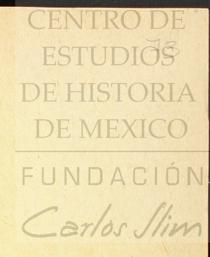 CENTRO DE
ESTUDIOS
DE HISTORIA
DE MEXICO
FUNDACIÓN
Carlos Slim